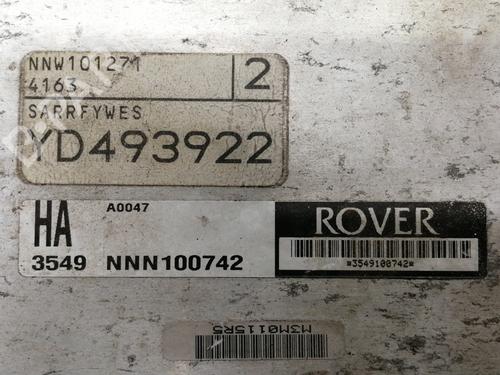 NNW101271
4163
2
SARRFYWES
YD493922
HA
A0047
ROVER
3549 NNN100742
*3549100742*
M3M0115R5